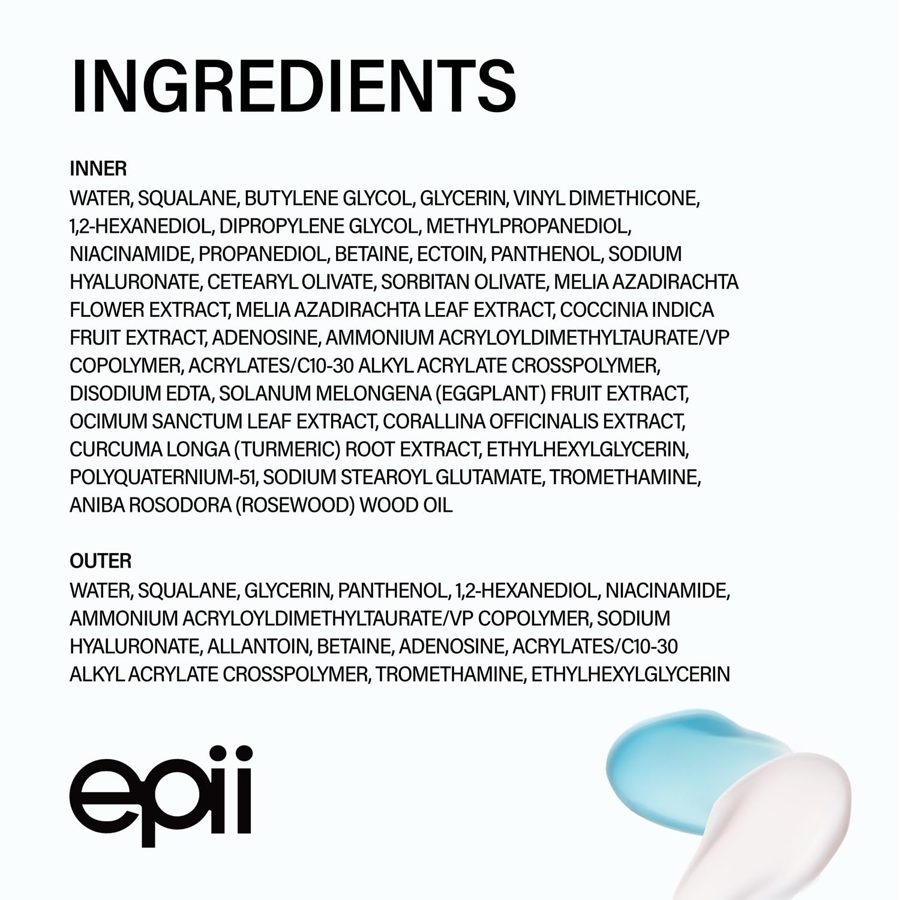 INGREDIENTS
INNER
WATER, SQUALANE, BUTYLENE GLYCOL, GLYCERIN, VINYL DIMETHICONE,
1,2-HEXANEDIOL, DIPROPYLENE GLYCOL, METHYLPROPANEDIOL,
NIACINAMIDE, PROPANEDIOL, BETAINE, ECTOIN, PANTHENOL, SODIUM
HYALURONATE, CETEARYL OLIVATE, SORBITAN OLIVATE, MELIA AZADIRACHTA
FLOWER EXTRACT, MELIA AZADIRACHTA LEAF EXTRACT, COCCINIA INDICA
FRUIT EXTRACT, ADENOSINE, AMMONIUM ACRYLOYLDIMETHYLTAURATE/VP
COPOLYMER, ACRYLATES/C10-30 ALKYL ACRYLATE CROSSPOLYMER,
DISODIUM EDTA, SOLANUM MELONGENA (EGGPLANT) FRUIT EXTRACT,
OCIMUM SANCTUM LEAF EXTRACT, CORALLINA OFFICINALIS EXTRACT,
CURCUMA LONGA (TURMERIC) ROOT EXTRACT, ETHYLHEXYLGLYCERIN,
POLYQUATERNIUM-51, SODIUM STEAROYL GLUTAMATE, TROMETHAMINE,
ANIBA ROSODORA (ROSEWOOD) WOOD OIL
OUTER
WATER, SQUALANE, GLYCERIN, PANTHENOL, 1,2-HEXANEDIOL, NIACINAMIDE,
AMMONIUM ACRYLOYLDIMETHYLTAURATE/VP COPOLYMER, SODIUM
HYALURONATE, ALLANTOIN, BETAINE, ADENOSINE, ACRYLATES/C10-30
ALKYL ACRYLATE CROSSPOLYMER, TROMETHAMINE, ETHYLHEXYLGLYCERIN
epii